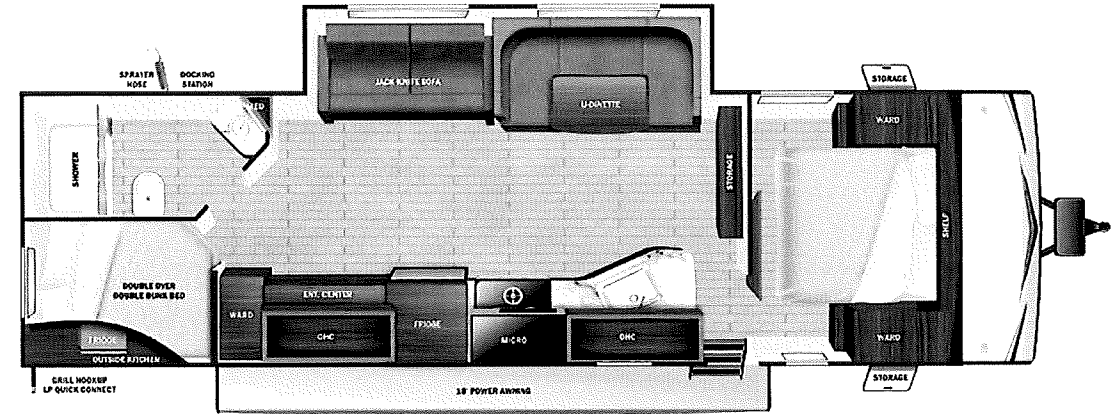 SPRAYER
HOSE
DOCKING
STATION
JACK KNIFE SOFA
U-DINETTE
STORAGE
WARD
SHOWER
STORAGE
SHELF
DOUBLE OVER
DOUBLE BUNK BED
ENT. CENTER
WARD
OHC
FRIDGE
MICRO
OHC
WARD
FRIDGE
OUTSIDE KITCHEN
STORAGE
GRILL HOOKUP
LP QUICK CONNECT
18' POWER AWNING